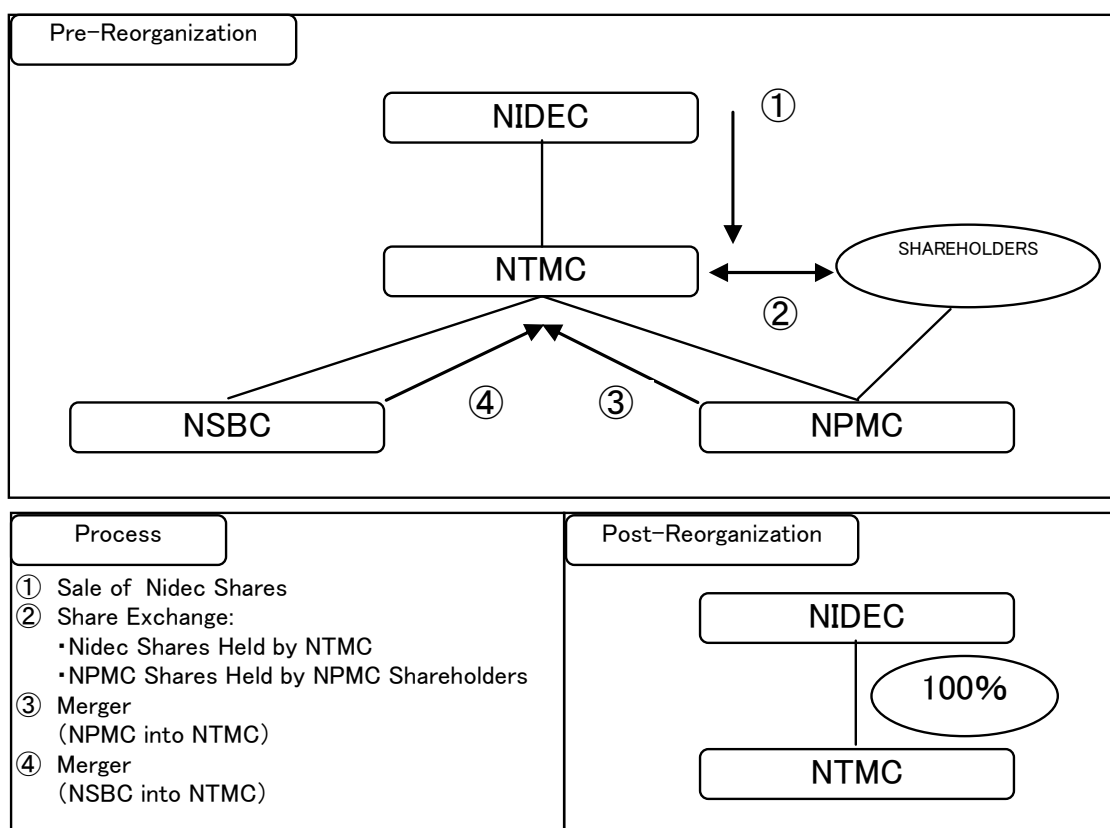 Pre-Reorganization
NIDEC
①
NTMC
SHAREHOLDERS
②
④
③
NSBC
NPMC
Process
① Sale of Nidec Shares
② Share Exchange:
・Nidec Shares Held by NTMC
・NPMC Shares Held by NPMC Shareholders
③ Merger
(NPMC into NTMC)
④ Merger
(NSBC into NTMC)
Post-Reorganization
NIDEC
100%
NTMC